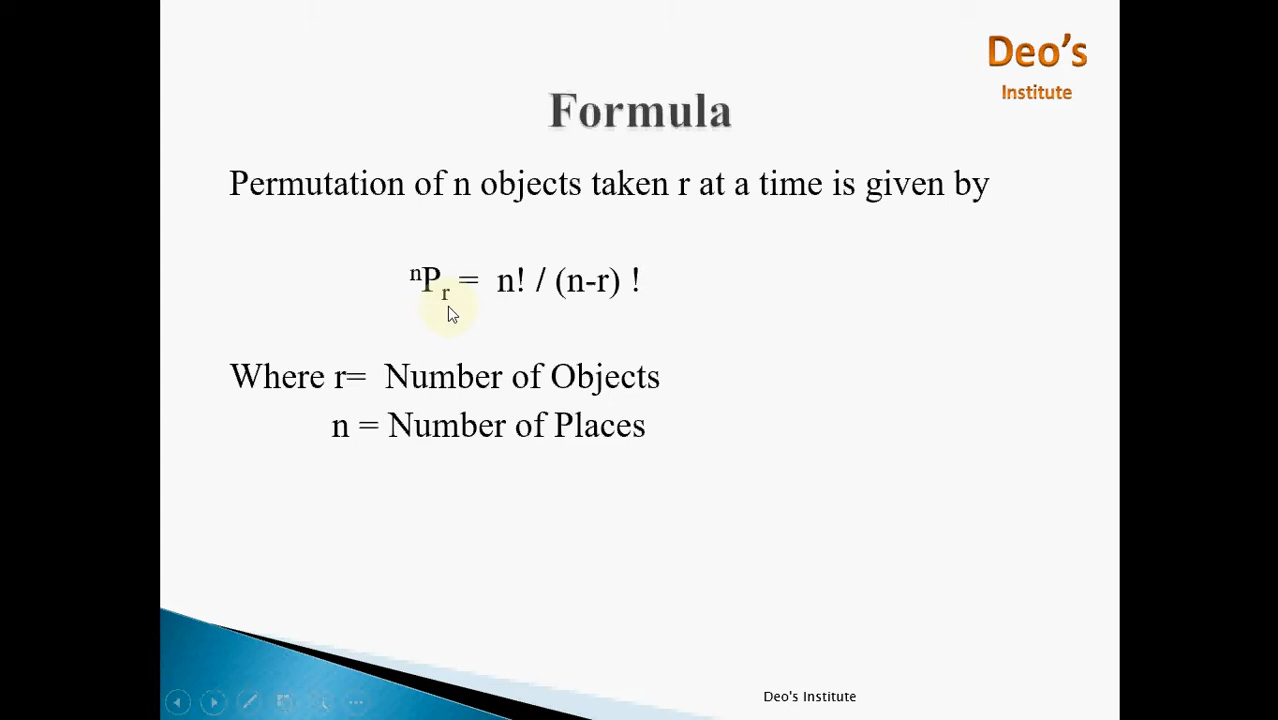 Deo's
Institute
Formula
Permutation of n objects taken r at a time is given by
ⁿPᵣ = n! / (n-r) !
Where r= Number of Objects
n = Number of Places
Deo's Institute